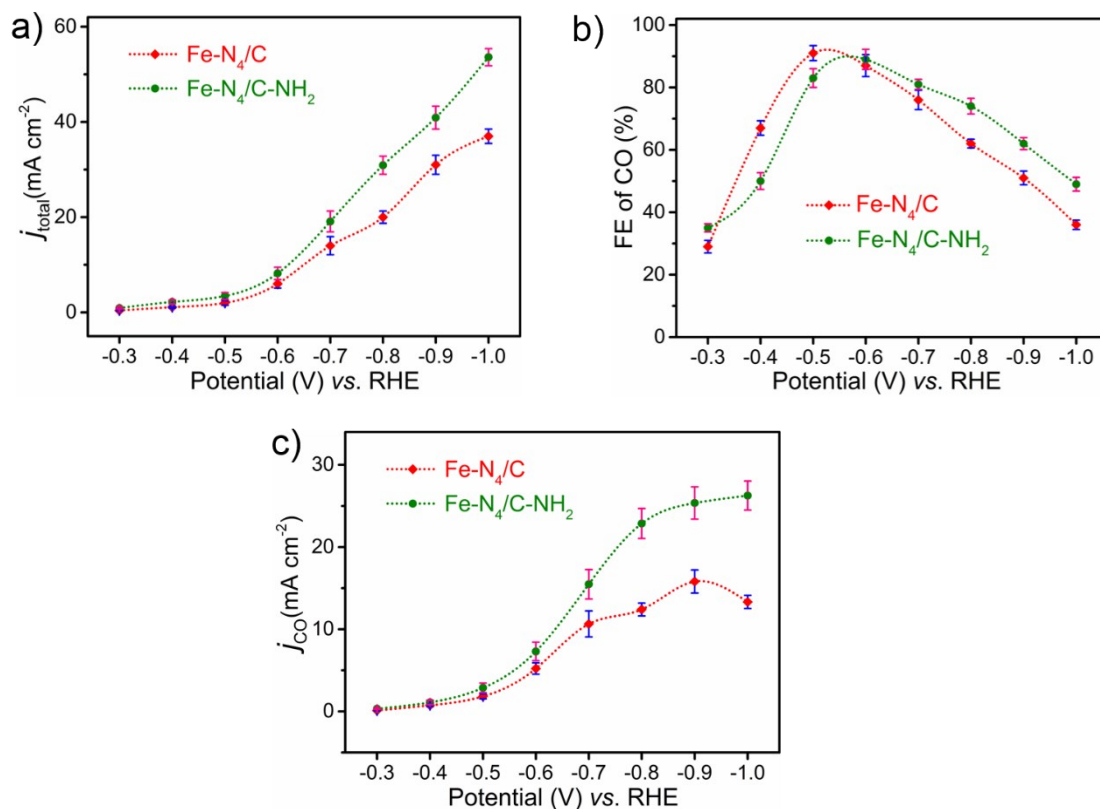 a)
Fe-N4/C
Fe-N4/C-NH2
jtotal(mA cm-2)
60
40
20
0
-0.3 -0.4 -0.5 -0.6 -0.7 -0.8 -0.9 -1.0
Potential (V) vs. RHE
b)
FE of CO (%)
100
80
60
40
20
0
Fe-N4/C
Fe-N4/C-NH2
-0.3 -0.4 -0.5 -0.6 -0.7 -0.8 -0.9 -1.0
Potential (V) vs. RHE
c)
Fe-N4/C
Fe-N4/C-NH2
jCO(mA cm-2)
30
20
10
0
-0.3 -0.4 -0.5 -0.6 -0.7 -0.8 -0.9 -1.0
Potential (V) vs. RHE